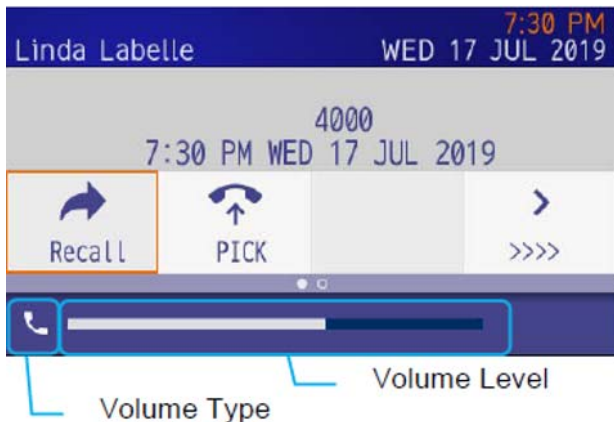 7:30 PM
Linda Labelle WED 17 JUL 2019
4000
7:30 PM WED 17 JUL 2019
Recall PICK >>>>
Volume Level
Volume Type